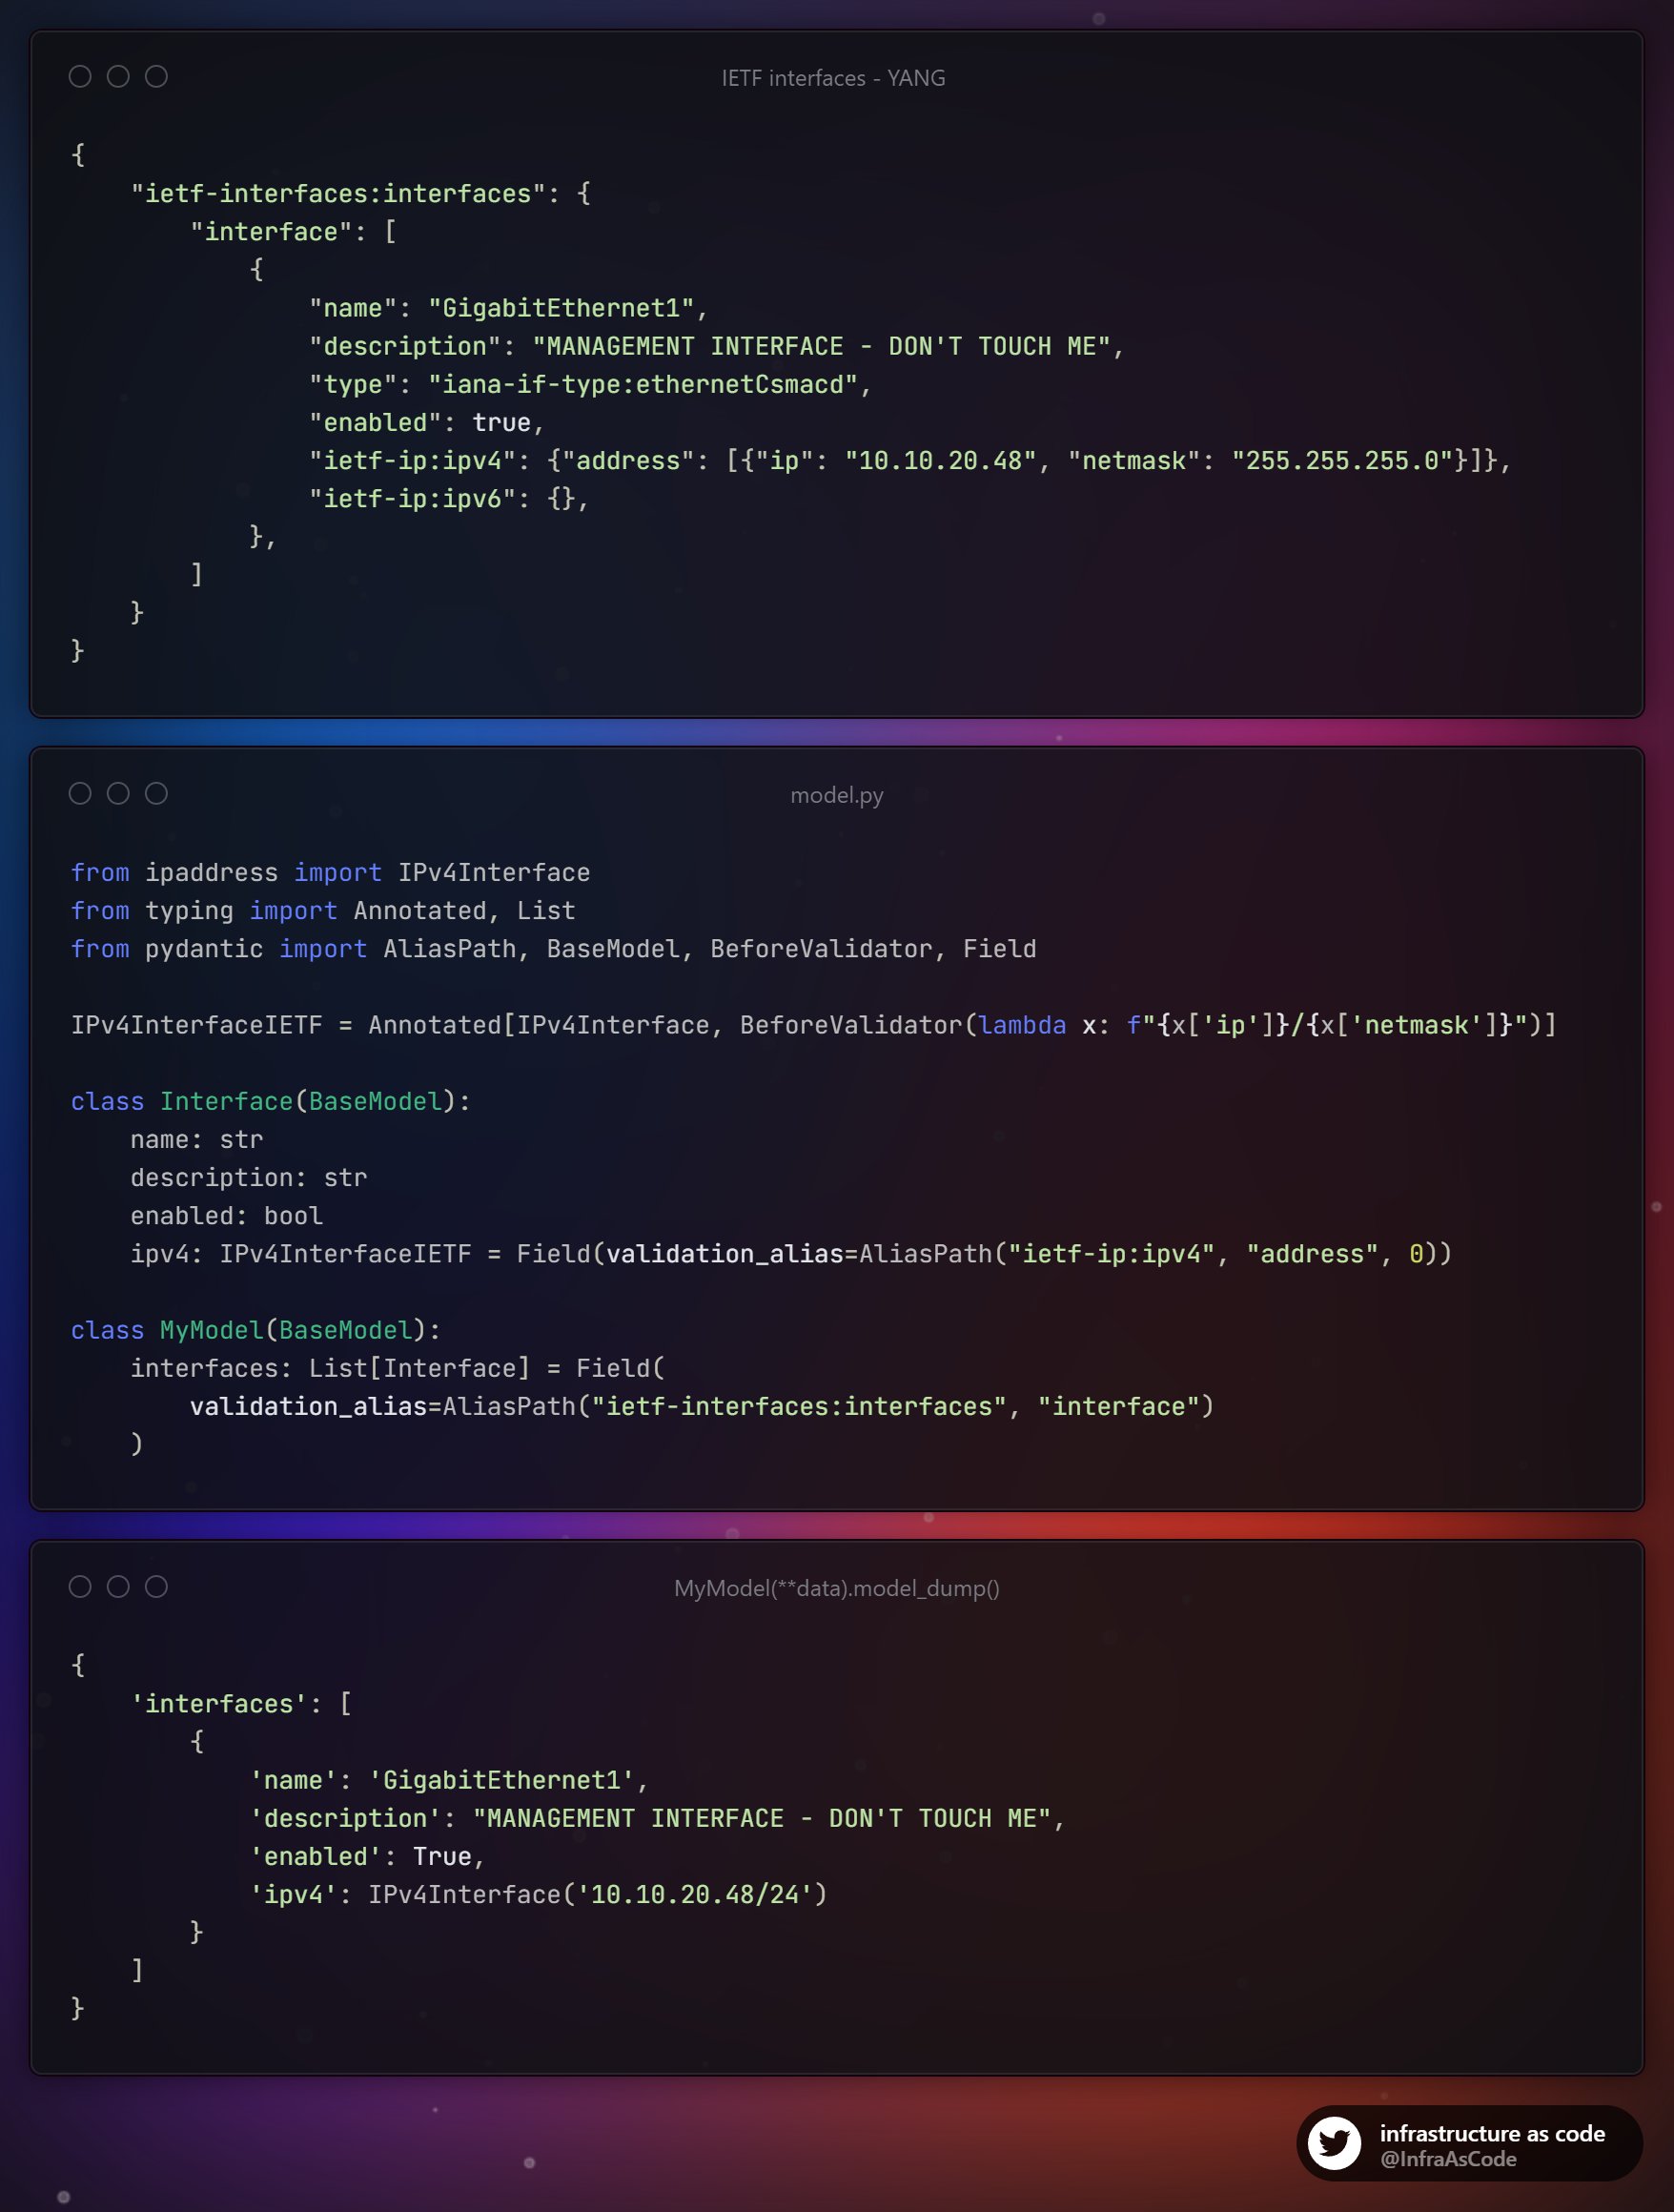 IETF interfaces - YANG
{
    "ietf-interfaces:interfaces": {
        "interface": [
            {
                "name": "GigabitEthernet1",
                "description": "MANAGEMENT INTERFACE - DON'T TOUCH ME",
                "type": "iana-if-type:ethernetCsmacd",
                "enabled": true,
                "ietf-ip:ipv4": {"address": [{"ip": "10.10.20.48", "netmask": "255.255.255.0"}]},
                "ietf-ip:ipv6": {},
            },
        ]
    }
}
model.py
from ipaddress import IPv4Interface
from typing import Annotated, List
from pydantic import AliasPath, BaseModel, BeforeValidator, Field
IPv4InterfaceIETF = Annotated[IPv4Interface, BeforeValidator(lambda x: f"{x['ip']}/{x['netmask']}")]
class Interface(BaseModel):
    name: str
    description: str
    enabled: bool
    ipv4: IPv4InterfaceIETF = Field(validation_alias=AliasPath("ietf-ip:ipv4", "address", 0))
class MyModel(BaseModel):
    interfaces: List[Interface] = Field(
        validation_alias=AliasPath("ietf-interfaces:interfaces", "interface")
    )
MyModel(**data).model_dump()
{
    'interfaces': [
        {
            'name': 'GigabitEthernet1',
            'description': "MANAGEMENT INTERFACE - DON'T TOUCH ME",
            'enabled': True,
            'ipv4': IPv4Interface('10.10.20.48/24')
        }
    ]
}
infrastructure as code
@InfraAsCode